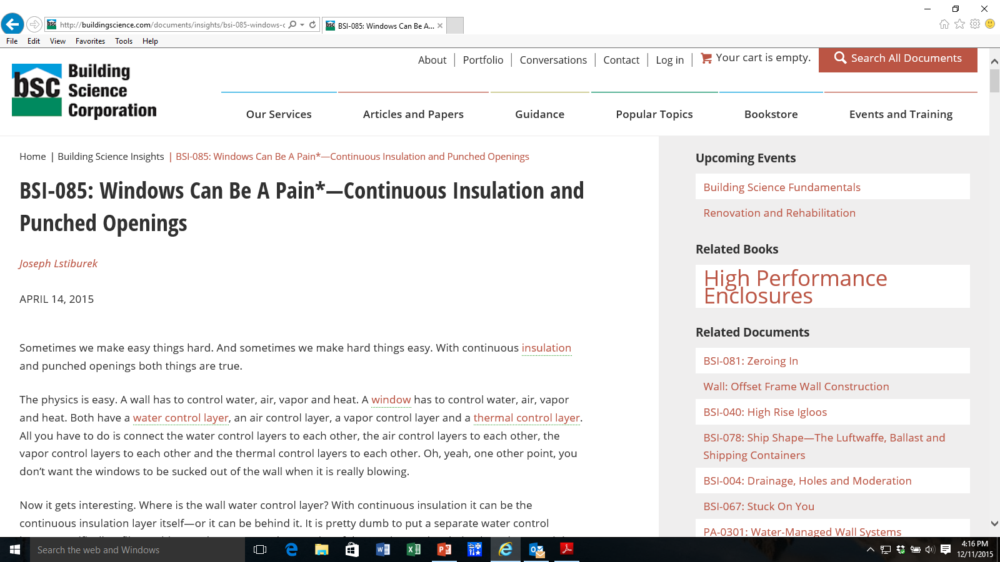 http://buildingscience.com/documents/insights/bsi-085-windows-c
BSI-085: Windows Can Be A...
File Edit View Favorites Tools Help
About Portfolio Conversations Contact Log in Your cart is empty. Search All Documents
bsc
Building
Science
Corporation
Our Services Articles and Papers Guidance Popular Topics Bookstore Events and Training
Home | Building Science Insights | BSI-085: Windows Can Be A Pain*—Continuous Insulation and Punched Openings
BSI-085: Windows Can Be A Pain*—Continuous Insulation and
Punched Openings
Joseph Lstiburek
APRIL 14, 2015
Sometimes we make easy things hard. And sometimes we make hard things easy. With continuous insulation
and punched openings both things are true.
The physics is easy. A wall has to control water, air, vapor and heat. A window has to control water, air, vapor
and heat. Both have a water control layer, an air control layer, a vapor control layer and a thermal control layer.
All you have to do is connect the water control layers to each other, the air control layers to each other, the
vapor control layers to each other and the thermal control layers to each other. Oh, yeah, one other point, you
don’t want the windows to be sucked out of the wall when it is really blowing.
Now it gets interesting. Where is the wall water control layer? With continuous insulation it can be the
continuous insulation layer itself—or it can be behind it. It is pretty dumb to put a separate water control
Upcoming Events
Building Science Fundamentals
Renovation and Rehabilitation
Related Books
High Performance
Enclosures
Related Documents
BSI-081: Zeroing In
Wall: Offset Frame Wall Construction
BSI-040: High Rise Igloos
BSI-078: Ship Shape—The Luftwaffe, Ballast and
Shipping Containers
BSI-004: Drainage, Holes and Moderation
BSI-067: Stuck On You
PA-0301: Water-Managed Wall Systems
Search the web and Windows
4:16 PM
12/11/2015